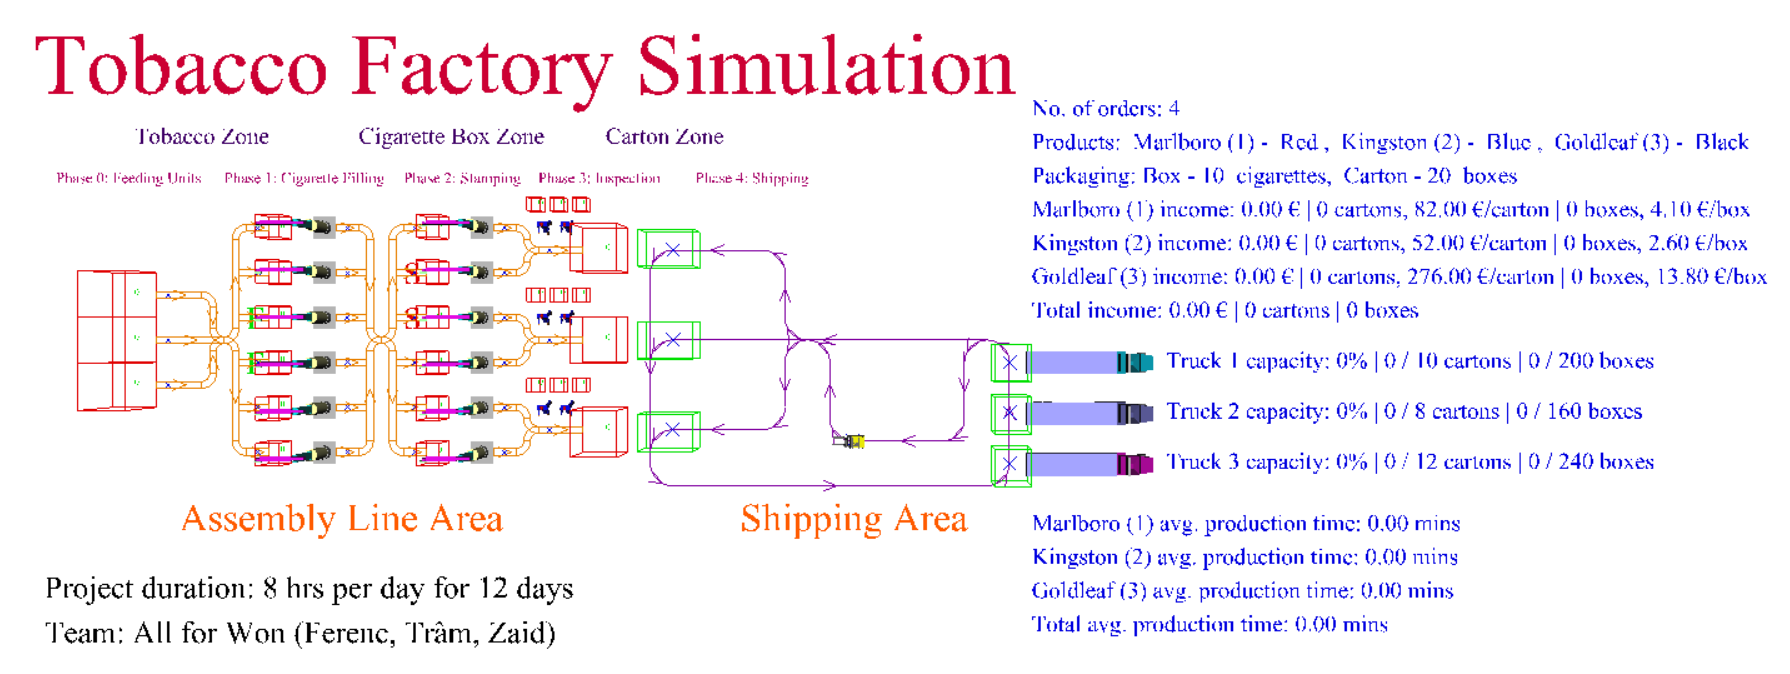 Tobacco Factory Simulation
Tobacco Zone
Cigarette Box Zone
Carton Zone
Phase 0: Feeding Units
Phase 1: Cigarette Filling
Phase 2: Stamping
Phase 3: Inspection
Phase 4: Shipping
No. of orders: 4
Products: Marlboro (1) - Red , Kingston (2) - Blue , Goldleaf (3) - Black
Packaging: Box - 10 cigarettes, Carton - 20 boxes
Marlboro (1) income: 0.00 € | 0 cartons, 82.00 €/carton | 0 boxes, 4.10 €/box
Kingston (2) income: 0.00 € | 0 cartons, 52.00 €/carton | 0 boxes, 2.60 €/box
Goldleaf (3) income: 0.00 € | 0 cartons, 276.00 €/carton | 0 boxes, 13.80 €/box
Total income: 0.00 € | 0 cartons | 0 boxes
Truck 1 capacity: 0% | 0 / 10 cartons | 0 / 200 boxes
Truck 2 capacity: 0% | 0 / 8 cartons | 0 / 160 boxes
Truck 3 capacity: 0% | 0 / 12 cartons | 0 / 240 boxes
Assembly Line Area
Shipping Area
Marlboro (1) avg. production time: 0.00 mins
Kingston (2) avg. production time: 0.00 mins
Goldleaf (3) avg. production time: 0.00 mins
Total avg. production time: 0.00 mins
Project duration: 8 hrs per day for 12 days
Team: All for Won (Ferenc, Trâm, Zaid)